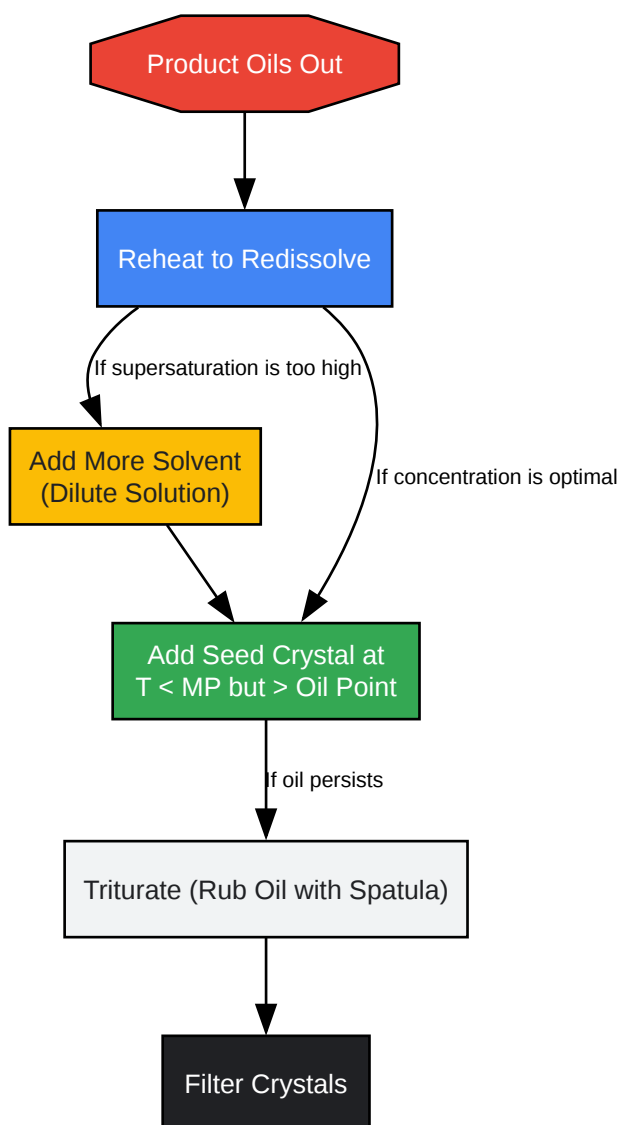 Product Oils Out
Reheat to Redissolve
If supersaturation is too high
Add More Solvent
(Dilute Solution)
If concentration is optimal
Add Seed Crystal at
T < MP but > Oil Point
If oil persists
Triturate (Rub Oil with Spatula)
Filter Crystals